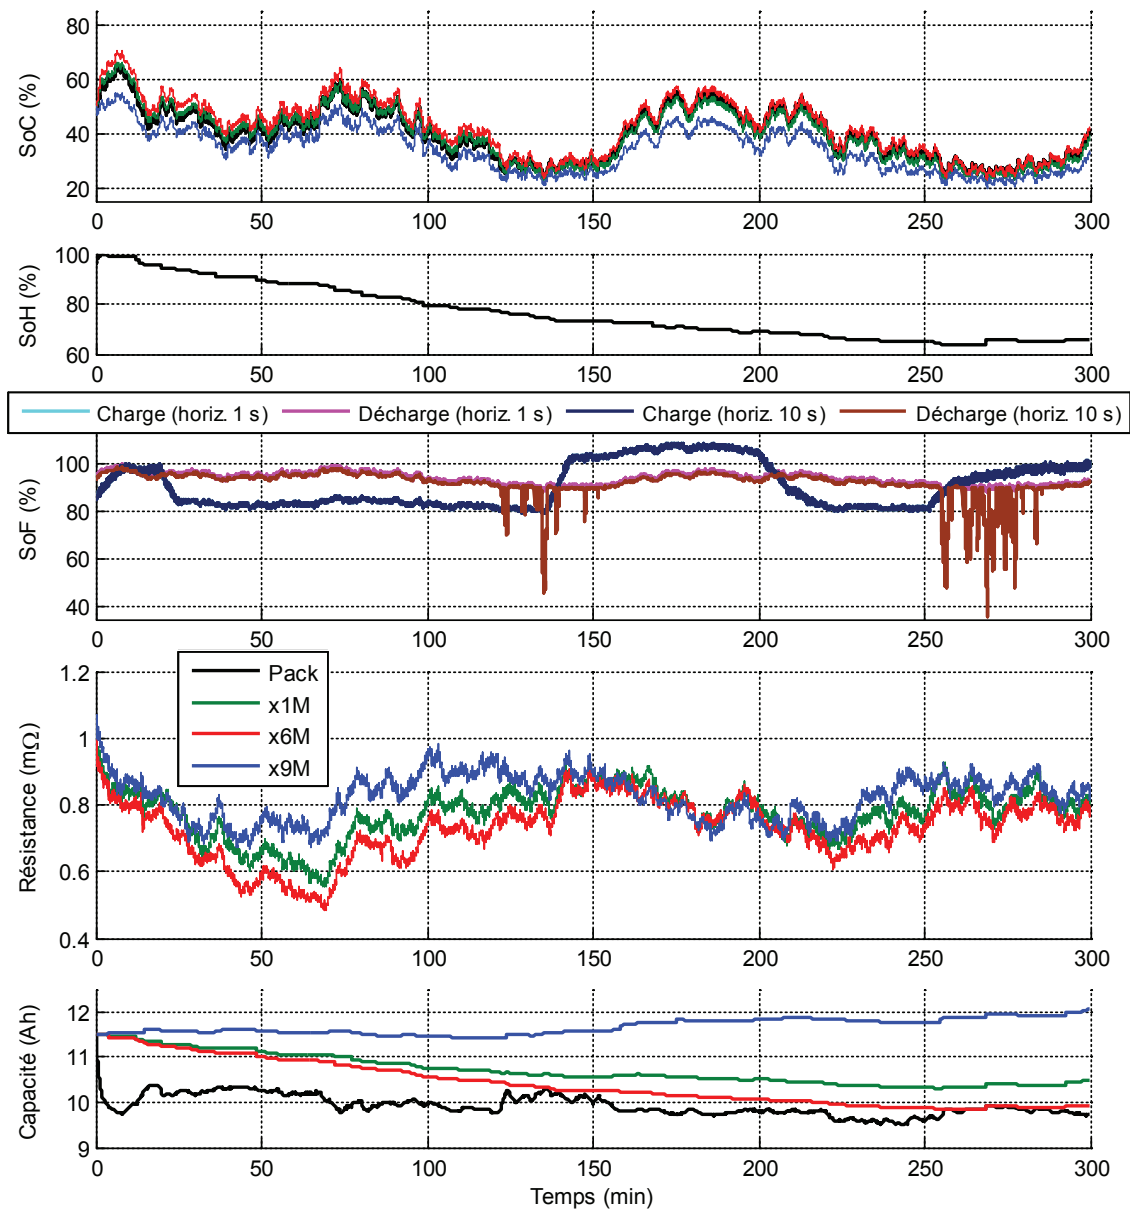 80
60
40
20
SoC (%)
0 50 100 150 200 250 300
100
80
60
SoH (%)
0 50 100 150 200 250 300
Charge (horiz. 1 s) Décharge (horiz. 1 s) Charge (horiz. 10 s) Décharge (horiz. 10 s)
100
80
60
40
SoF (%)
0 50 100 150 200 250 300
Pack
x1M
x6M
x9M
1.2
1
0.8
0.6
0.4
Résistance (mΩ)
0 50 100 150 200 250 300
12
11
10
9
Capacité (Ah)
0 50 100 150 200 250 300
Temps (min)